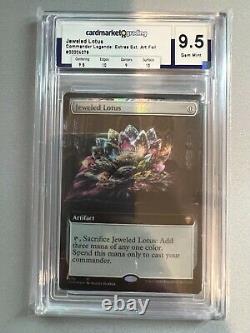 cardmarket grading
Jeweled Lotus
Commander Legends: Extras Ext. Art Foil
Centering
Edges
Corners
Surface
9.5
10
9
10
9.5
Gem Mint
Jeweled Lotus
Artifact
, Sacrifice Jeweled Lotus: Add
three mana of any one color.
Spend this mana only to cast your
commander.